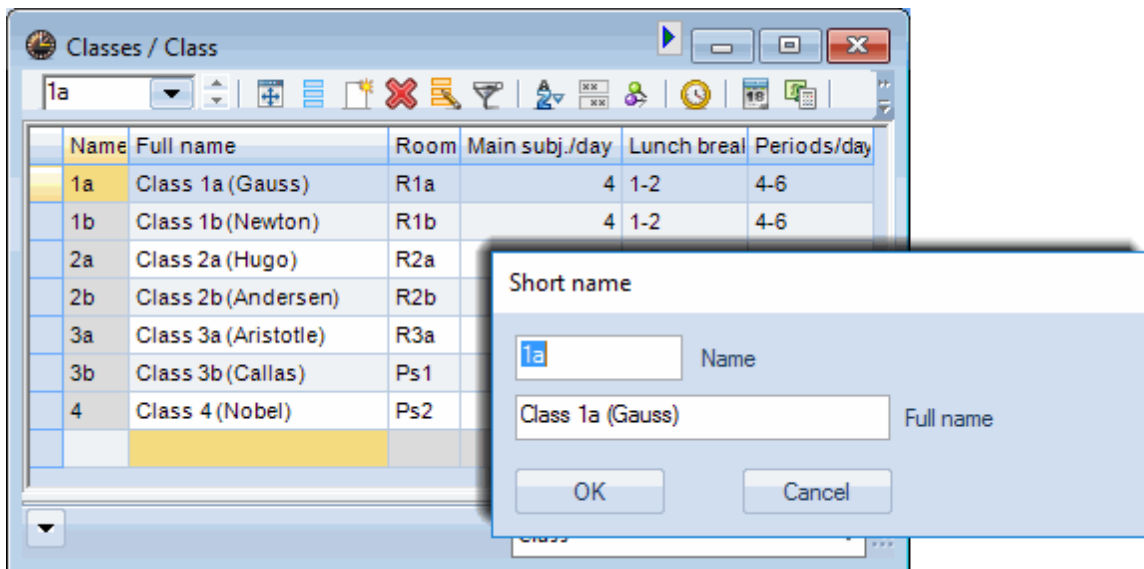 Classes / Class
1a
Name Full name Room Main subj./day Lunch break Periods/day
1a Class 1a (Gauss) R1a 4 1-2 4-6
1b Class 1b (Newton) R1b 4 1-2 4-6
2a Class 2a (Hugo) R2a
2b Class 2b (Andersen) R2b
3a Class 3a (Aristotle) R3a
3b Class 3b (Callas) Ps1
4 Class 4 (Nobel) Ps2
Short name
1a Name
Class 1a (Gauss) Full name
OK Cancel